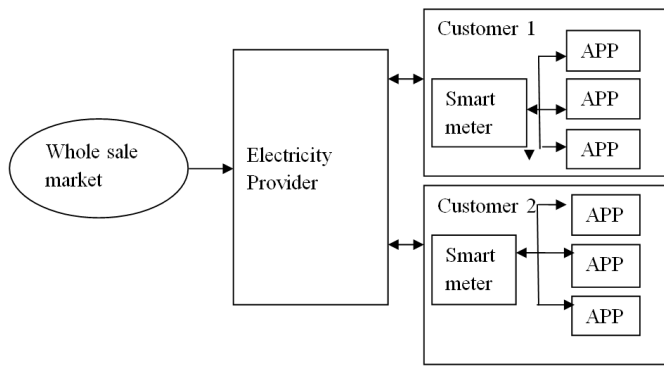 Whole sale
market
Electricity
Provider
Customer 1
Smart
meter
APP
APP
APP
Customer 2
Smart
meter
APP
APP
APP